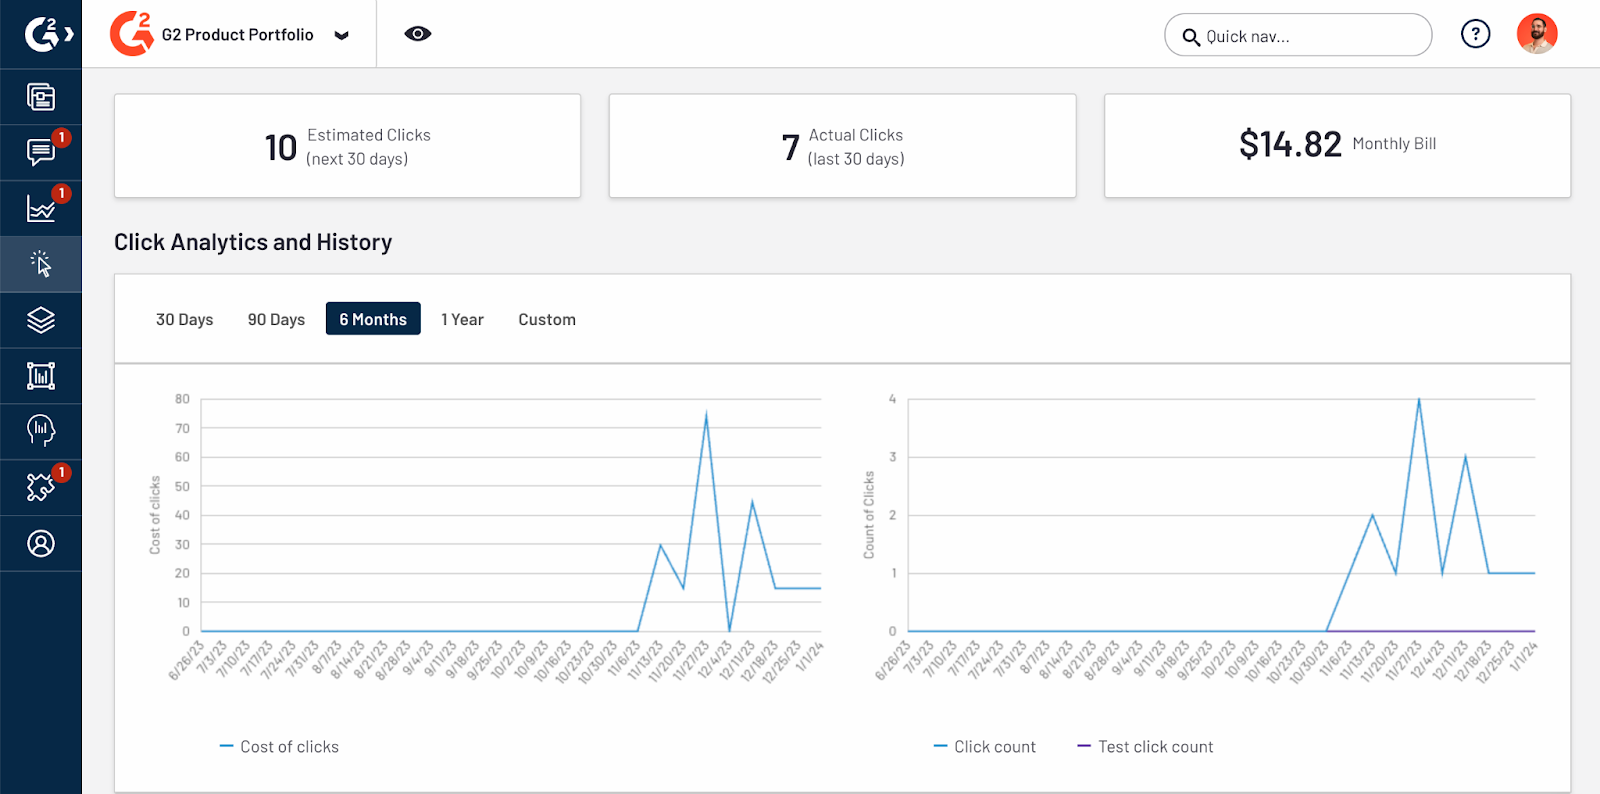 G2 Product Portfolio
Quick nav...
?
1
1
1
10 Estimated Clicks
(next 30 days)
7 Actual Clicks
(last 30 days)
$14.82 Monthly Bill
Click Analytics and History
30 Days 90 Days 6 Months 1 Year Custom
80
70
60
50
40
30
20
10
0
Cost of clicks
6/26/23 7/3/23 7/10/23 7/17/23 7/24/23 7/31/23 8/7/23 8/14/23 8/21/23 8/28/23 9/4/23 9/11/23 9/18/23 9/25/23 10/2/23 10/9/23 10/16/23 10/23/23 10/30/23 11/6/23 11/13/23 11/20/23 11/27/23 12/4/23 12/11/23 12/18/23 12/25/23 1/1/24
Cost of clicks
4
3
2
1
0
Count of Clicks
6/26/23 7/3/23 7/10/23 7/17/23 7/24/23 7/31/23 8/7/23 8/14/23 8/21/23 8/28/23 9/4/23 9/11/23 9/18/23 9/25/23 10/2/23 10/9/23 10/16/23 10/23/23 10/30/23 11/6/23 11/13/23 11/20/23 11/27/23 12/4/23 12/11/23 12/18/23 12/25/23 1/1/24
Click count Test click count